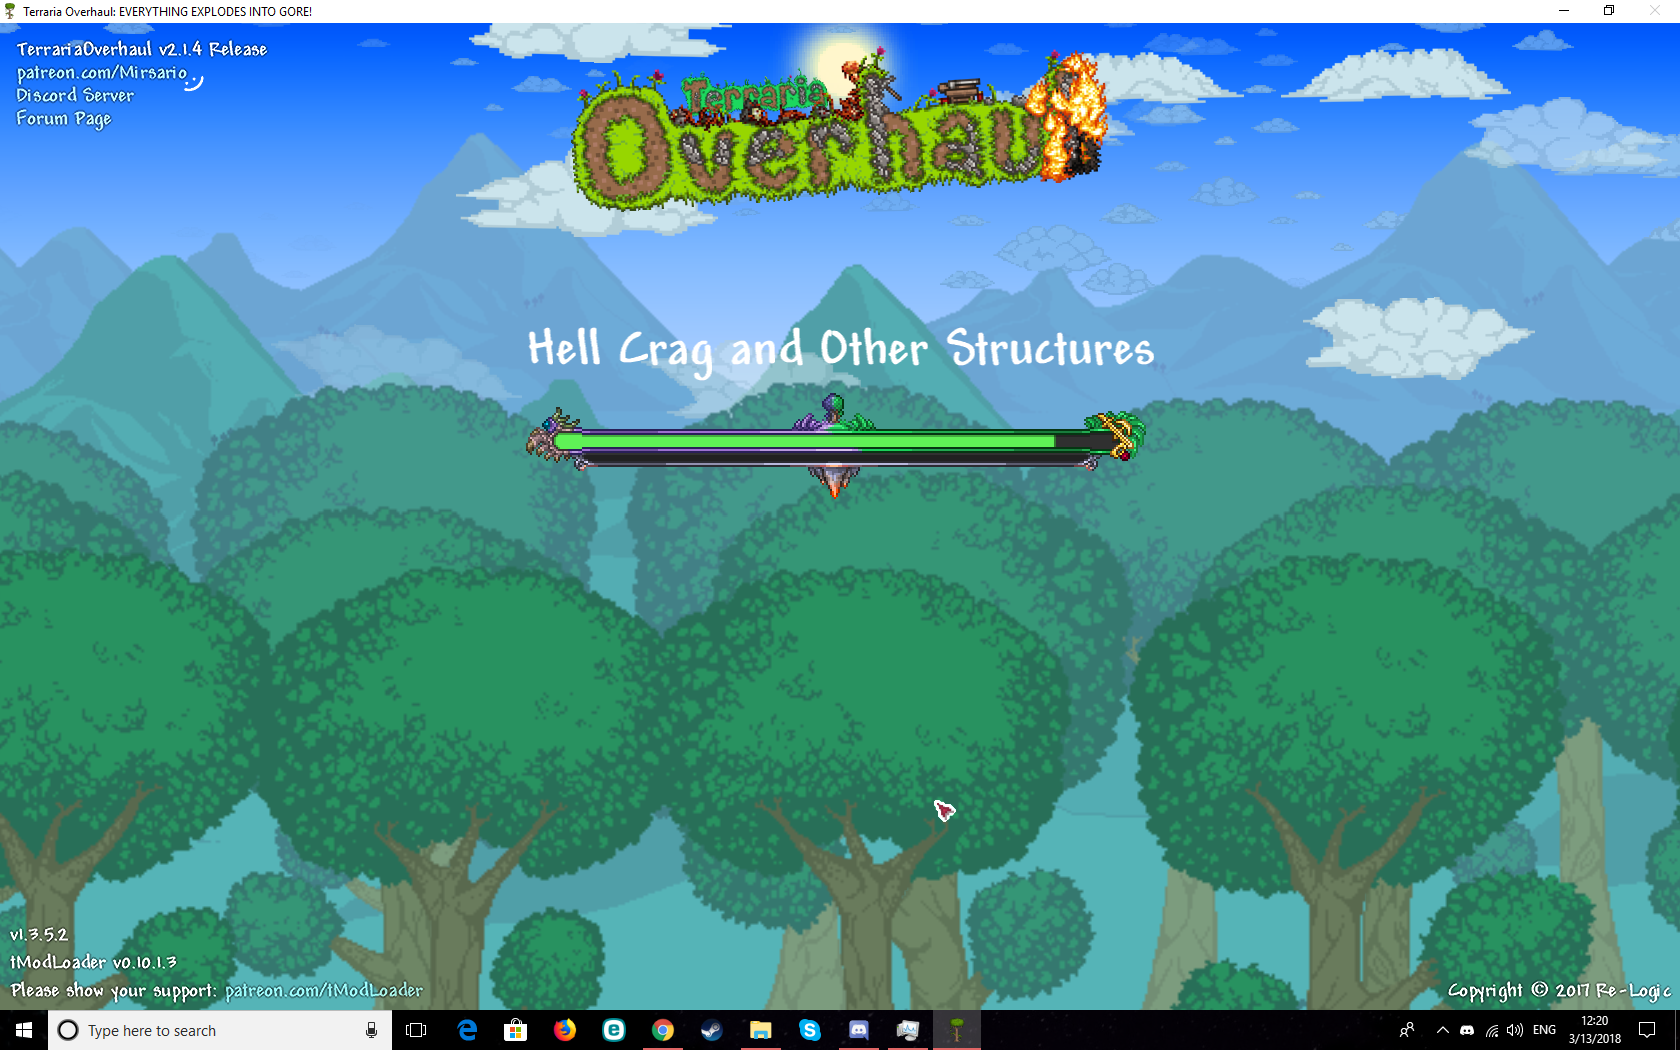 Terraria Overhaul: EVERYTHING EXPLODES INTO GORE!
TerrariaOverhaul v2.1.4 Release
patreon.com/Mirsario
Discord Server
Forum Page
Terraria
Overhaul
Hell Crag and Other Structures
v1.3.5.2
tModLoader v0.10.1.3
Please show your support: patreon.com/tModLoader
Copyright © 2017 Re-Logic
Type here to search
ENG
12:20
3/13/2018